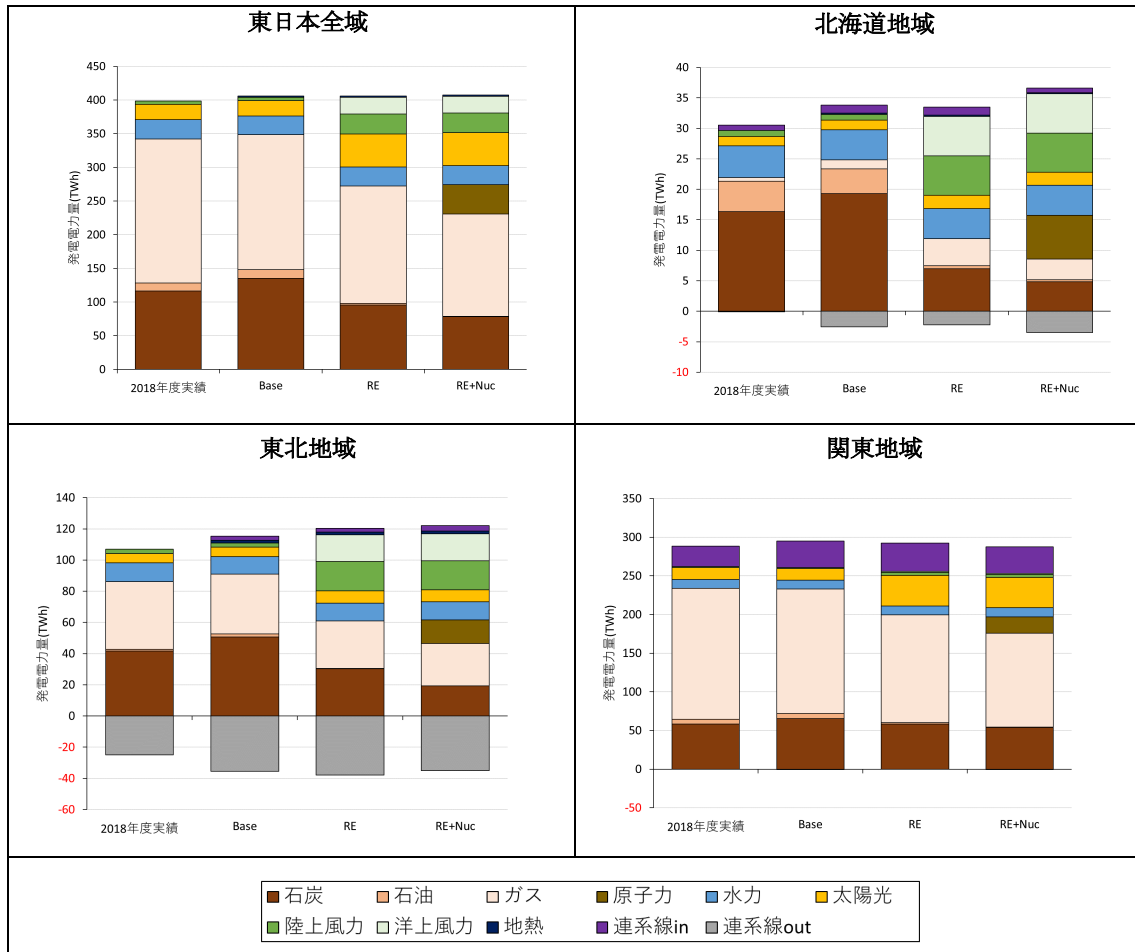 東日本全域
450
400
350
300
250
200
150
100
50
0
発電電力量(TWh)
2018年度実績 Base RE RE+Nuc
北海道地域
40
35
30
25
20
15
10
5
0
-5
-10
発電電力量(TWh)
2018年度実績 Base RE RE+Nuc
東北地域
140
120
100
80
60
40
20
0
-20
-40
-60
発電電力量(TWh)
2018年度実績 Base RE RE+Nuc
関東地域
350
300
250
200
150
100
50
0
-50
発電電力量(TWh)
2018年度実績 Base RE RE+Nuc
石炭 石油 ガス 原子力 水力 太陽光
陸上風力 洋上風力 地熱 連系線in 連系線out